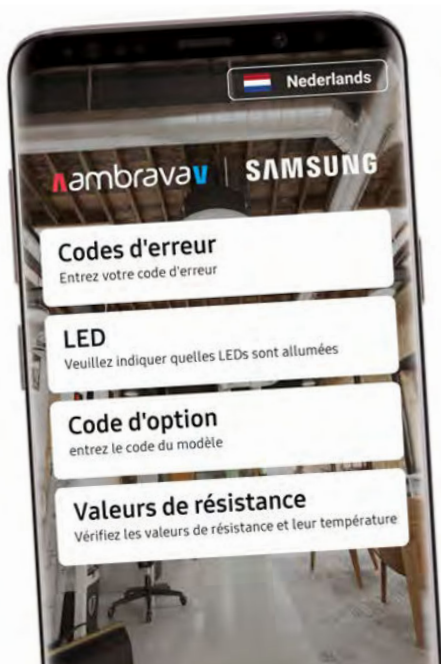 Nederlands
ambrava | SAMSUNG
Codes d'erreur
Entrez votre code d'erreur
LED
Veuillez indiquer quelles LEDs sont allumées
Code d'option
entrez le code du modèle
Valeurs de résistance
Vérifiez les valeurs de résistance et leur température